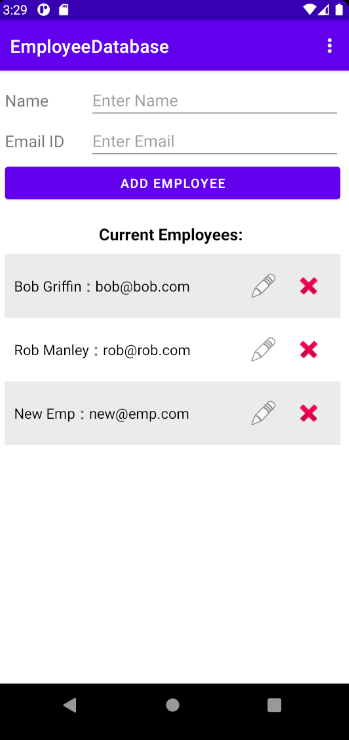 3:29
EmployeeDatabase
Name Enter Name
Email ID Enter Email
ADD EMPLOYEE
Current Employees:
Bob Griffin : bob@bob.com
Rob Manley : rob@rob.com
New Emp : new@emp.com